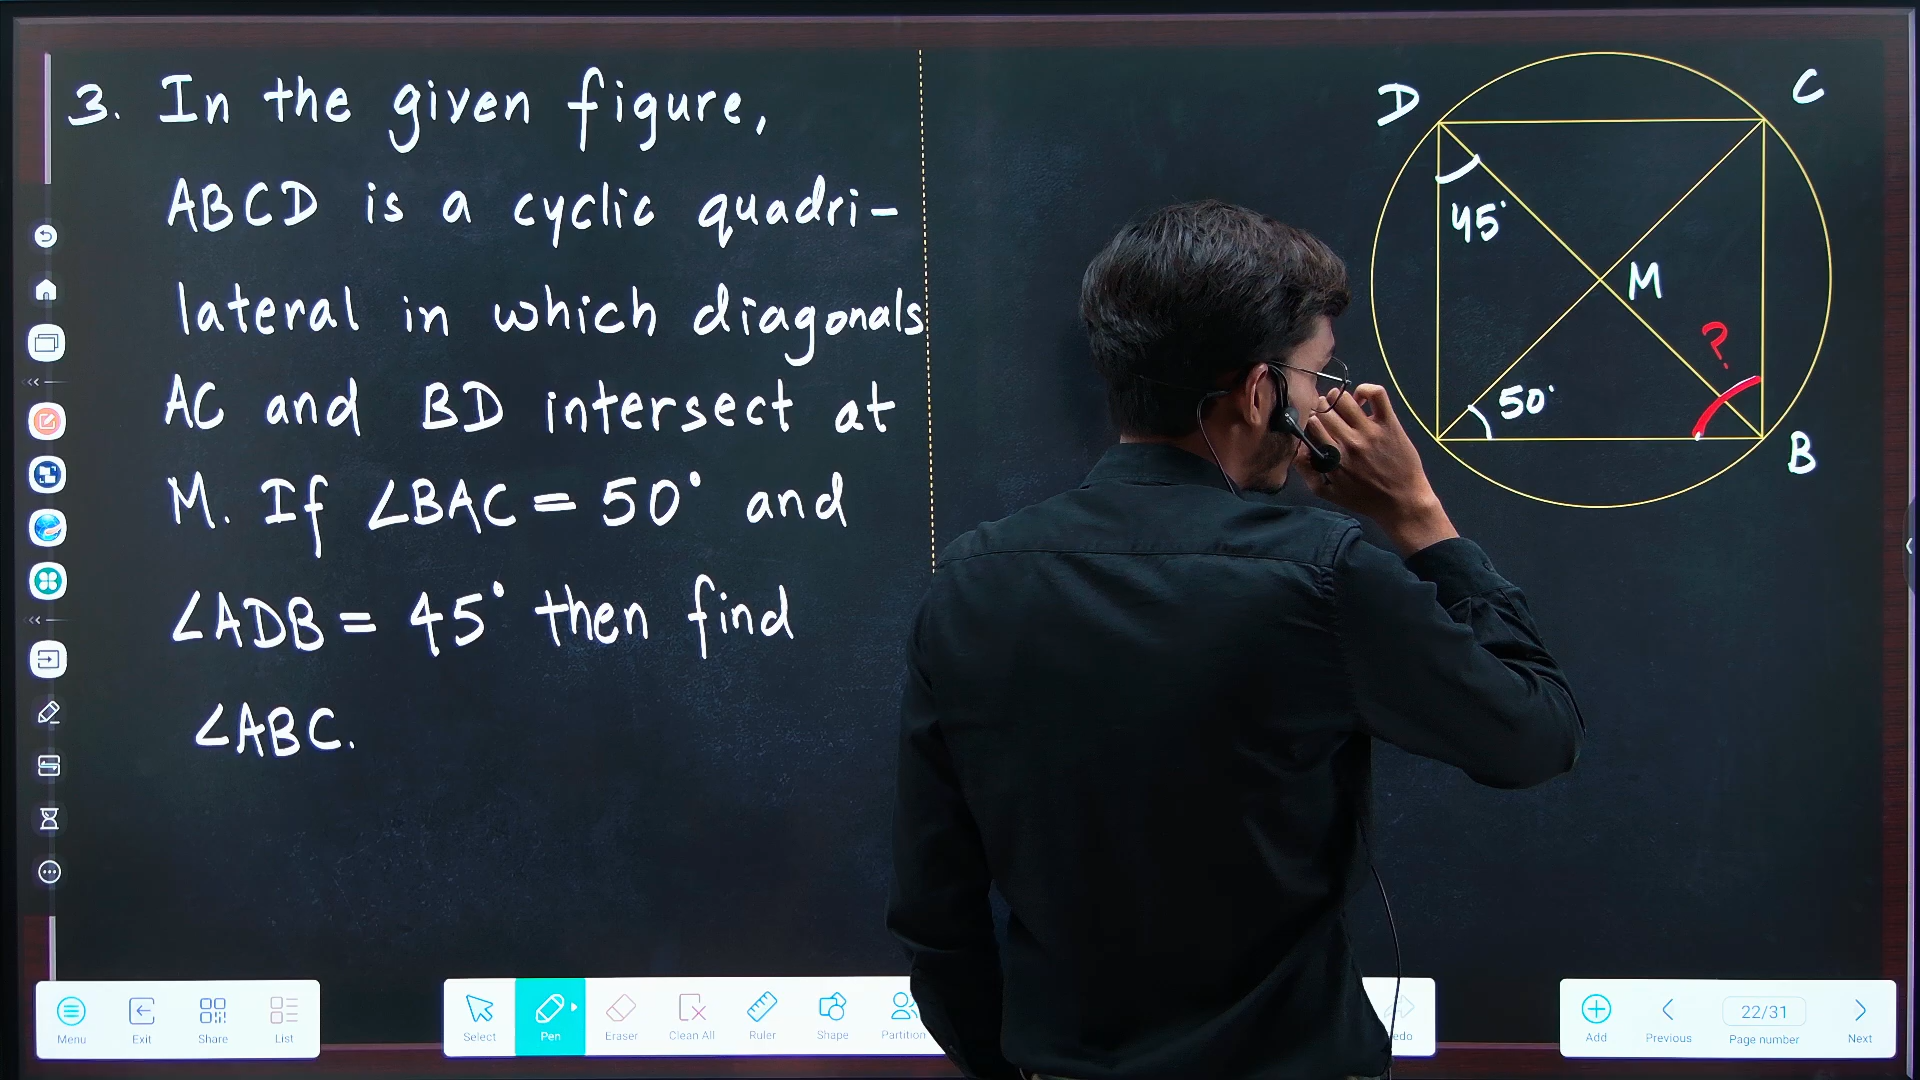 3. In the given figure,
ABCD is a cyclic quadri-
lateral in which diagonals
AC and BD intersect at
M. If ∠BAC = 50° and
∠ADB = 45° then find
∠ABC.
D
C
45°
M
?
50°
B
Menu
Exit
Share
List
Select
Pen
Eraser
Clean All
Ruler
Shape
Partition
edo
Add
Previous
22/31
Page number
Next